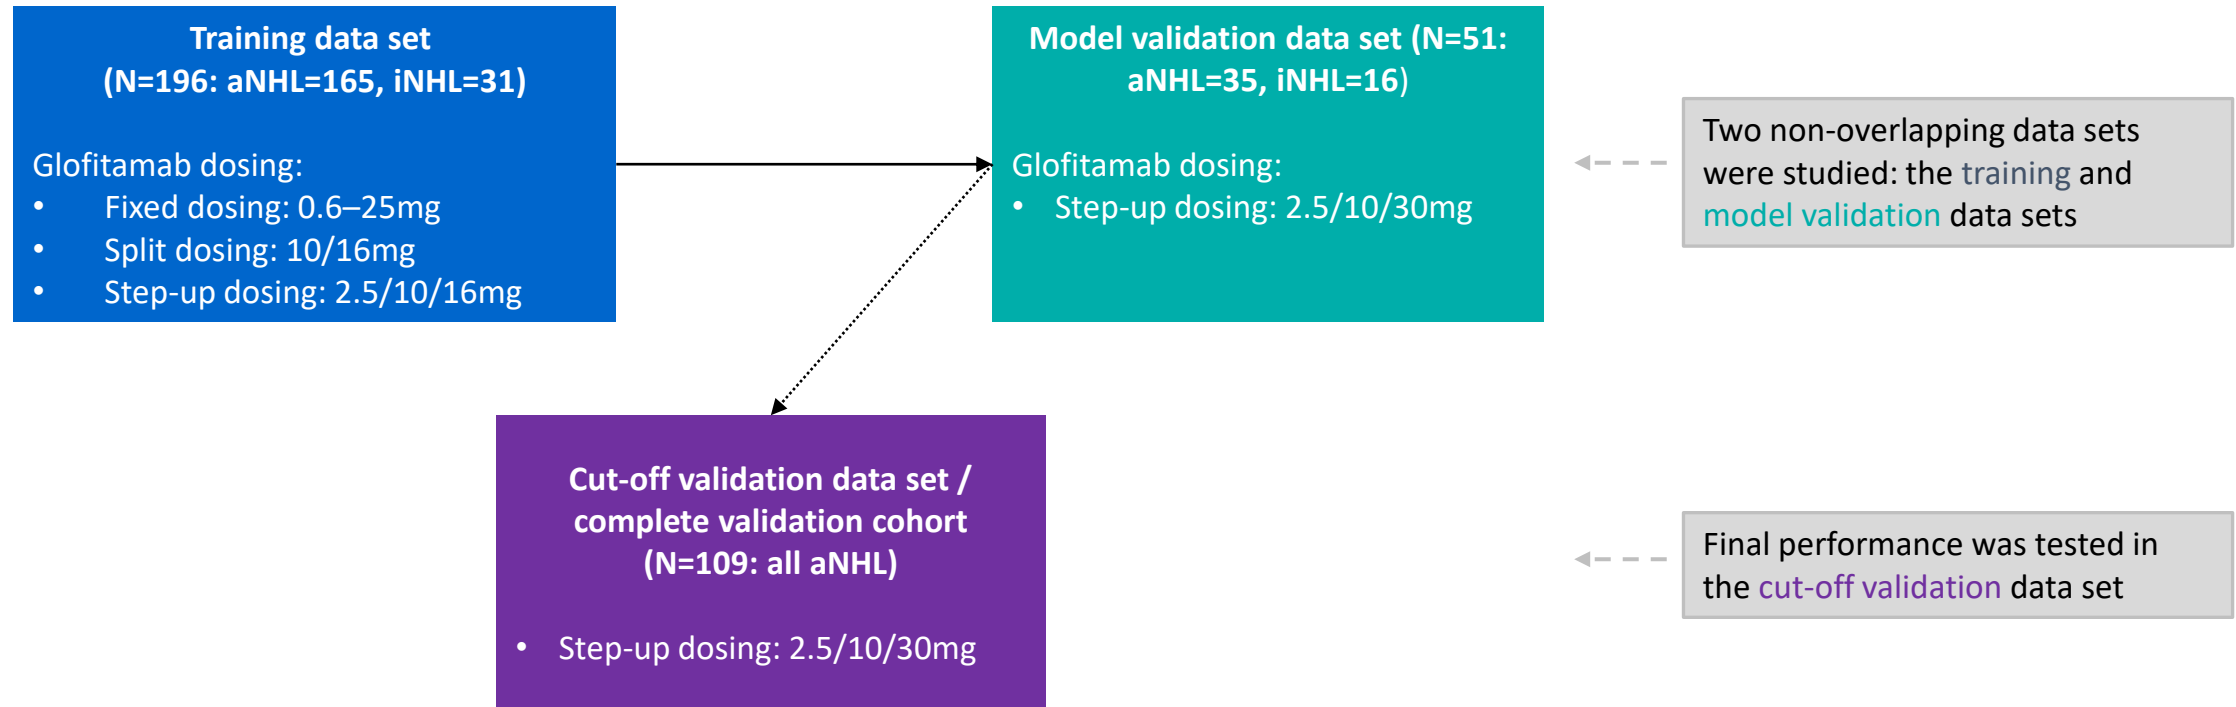 Training data set
(N=196: aNHL=165, iNHL=31)
Glofitamab dosing:
• Fixed dosing: 0.6–25mg
• Split dosing: 10/16mg
• Step-up dosing: 2.5/10/16mg
Model validation data set (N=51:
aNHL=35, iNHL=16)
Glofitamab dosing:
• Step-up dosing: 2.5/10/30mg
Two non-overlapping data sets
were studied: the training and
model validation data sets
Cut-off validation data set /
complete validation cohort
(N=109: all aNHL)
• Step-up dosing: 2.5/10/30mg
Final performance was tested in
the cut-off validation data set